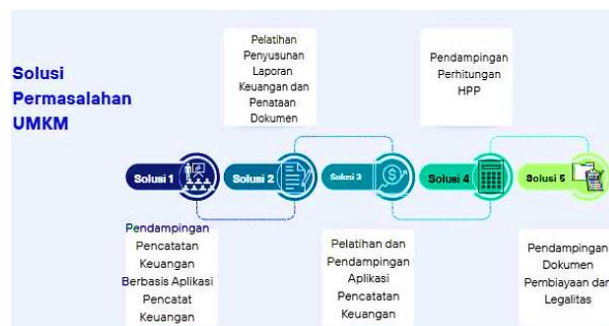 Solusi
Permasalahan
UMKM
Pelatihan
Penyusunan
Laporan
Keuangan dan
Penataan
Dokumen
Pendampingan
Perhitungan
HPP
Solusi 1
Solusi 2
Solusi 3
Solusi 4
Solusi 5
Pendampingan
Pencatatan
Keuangan
Berbasis Aplikasi
Pencatat
Keuangan
Pelatihan dan
Pendampingan
Aplikasi
Pencatatan
Keuangan
Pendampingan
Dokumen
Pembiayaan dan
Legalitas